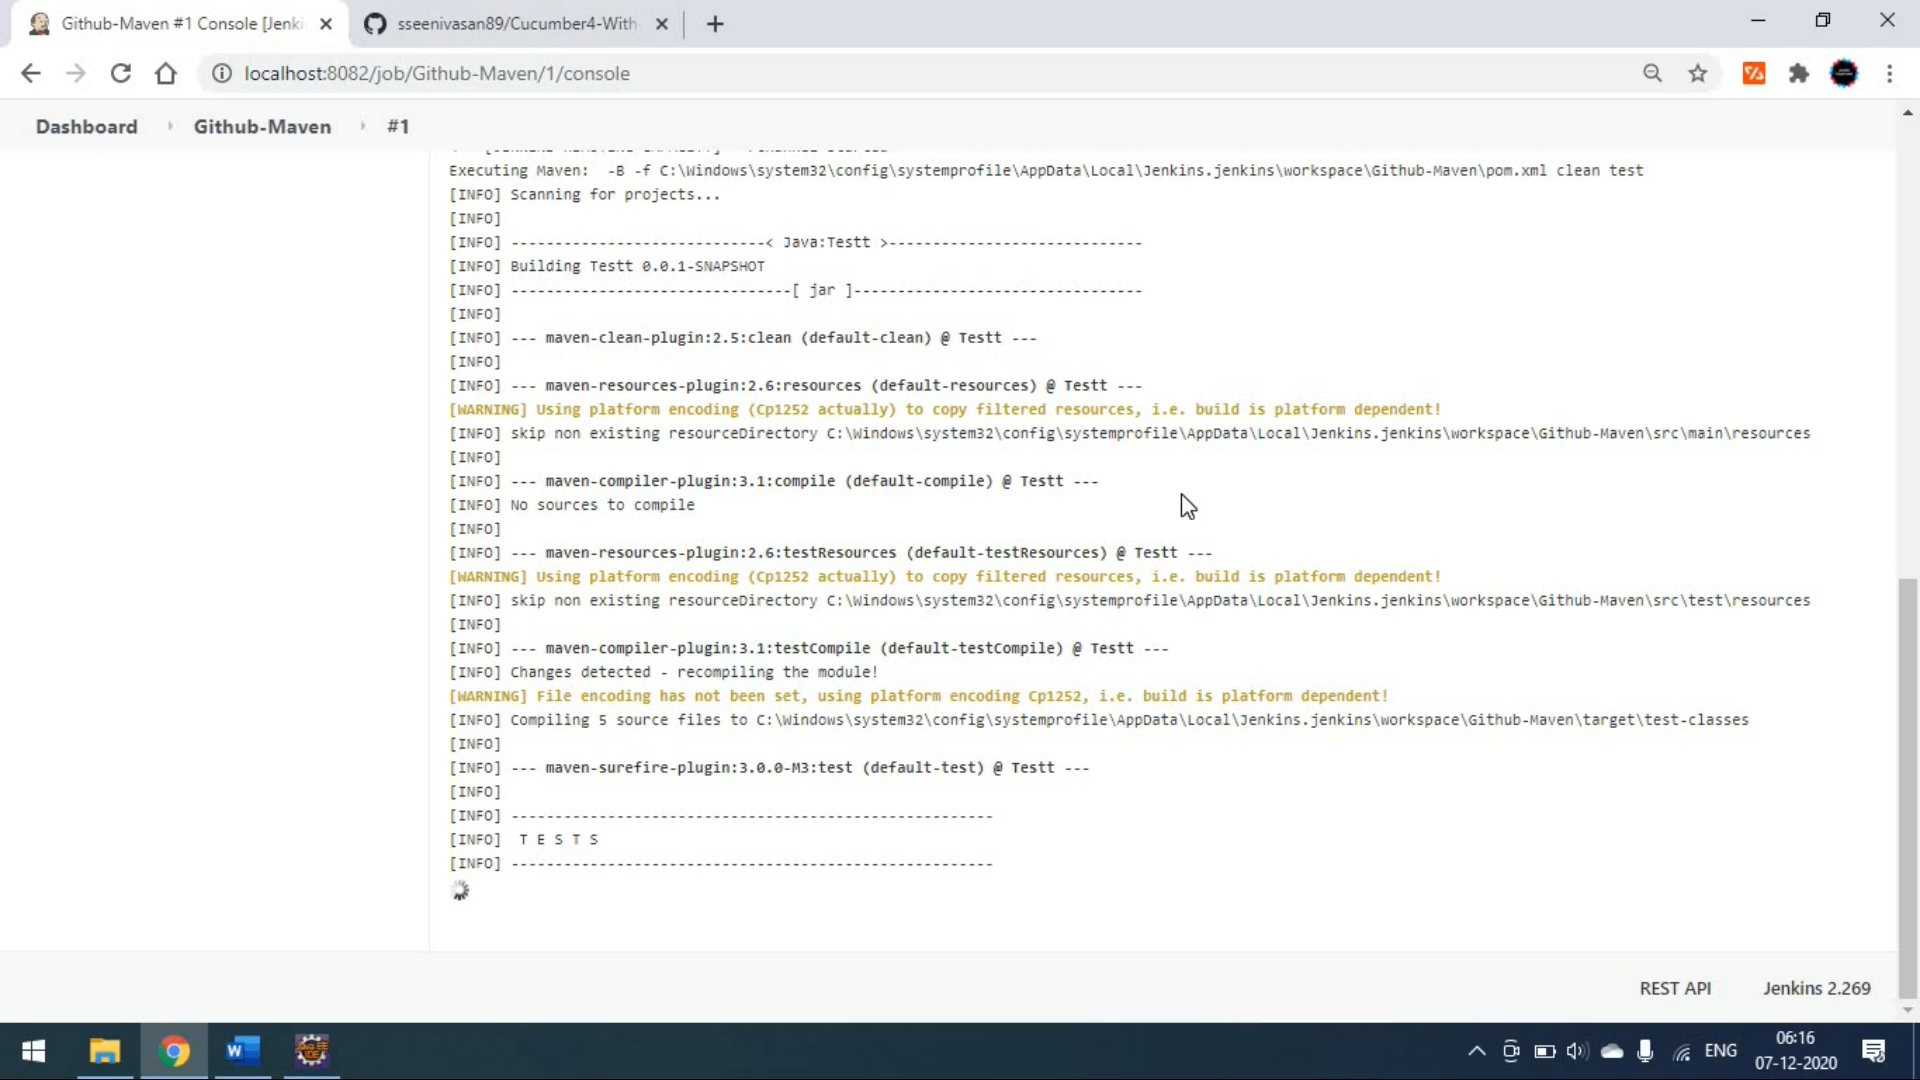 Github-Maven #1 Console [Jenki
sseenivasan89/Cucumber4-With
localhost:8082/job/Github-Maven/1/console
Dashboard
Github-Maven
#1
Executing Maven:  -B -f C:\Windows\system32\config\systemprofile\AppData\Local\Jenkins.jenkins\workspace\Github-Maven\pom.xml clean test
[INFO] Scanning for projects...
[INFO]
[INFO] -----------------------------< Java:Testt >-----------------------------
[INFO] Building Testt 0.0.1-SNAPSHOT
[INFO] --------------------------------[ jar ]---------------------------------
[INFO]
[INFO] --- maven-clean-plugin:2.5:clean (default-clean) @ Testt ---
[INFO]
[INFO] --- maven-resources-plugin:2.6:resources (default-resources) @ Testt ---
[WARNING] Using platform encoding (Cp1252 actually) to copy filtered resources, i.e. build is platform dependent!
[INFO] skip non existing resourceDirectory C:\Windows\system32\config\systemprofile\AppData\Local\Jenkins.jenkins\workspace\Github-Maven\src\main\resources
[INFO]
[INFO] --- maven-compiler-plugin:3.1:compile (default-compile) @ Testt ---
[INFO] No sources to compile
[INFO]
[INFO] --- maven-resources-plugin:2.6:testResources (default-testResources) @ Testt ---
[WARNING] Using platform encoding (Cp1252 actually) to copy filtered resources, i.e. build is platform dependent!
[INFO] skip non existing resourceDirectory C:\Windows\system32\config\systemprofile\AppData\Local\Jenkins.jenkins\workspace\Github-Maven\src\test\resources
[INFO]
[INFO] --- maven-compiler-plugin:3.1:testCompile (default-testCompile) @ Testt ---
[INFO] Changes detected - recompiling the module!
[WARNING] File encoding has not been set, using platform encoding Cp1252, i.e. build is platform dependent!
[INFO] Compiling 5 source files to C:\Windows\system32\config\systemprofile\AppData\Local\Jenkins.jenkins\workspace\Github-Maven\target\test-classes
[INFO]
[INFO] --- maven-surefire-plugin:3.0.0-M3:test (default-test) @ Testt ---
[INFO]
[INFO] -------------------------------------------------------
[INFO]  T E S T S
[INFO] -------------------------------------------------------
REST API
Jenkins 2.269
ENG
06:16
07-12-2020